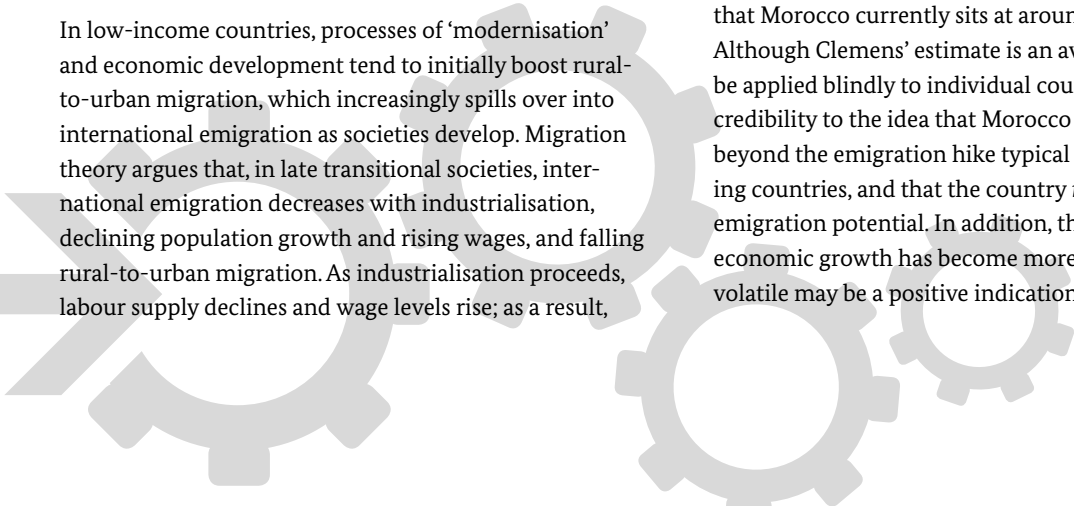 In low-income countries, processes of ‘modernisation’
and economic development tend to initially boost rural-
to-urban migration, which increasingly spills over into
international emigration as societies develop. Migration
theory argues that, in late transitional societies, inter-
national emigration decreases with industrialisation,
declining population growth and rising wages, and falling
rural-to-urban migration. As industrialisation proceeds,
labour supply declines and wage levels rise; as a result,
that Morocco currently sits at
Although Clemens’ estimate is an
be applied blindly to individual
credibility to the idea that Morocco
beyond the emigration hike typical
ing countries, and that the country
emigration potential. In addition,
economic growth has become more
volatile may be a positive indication